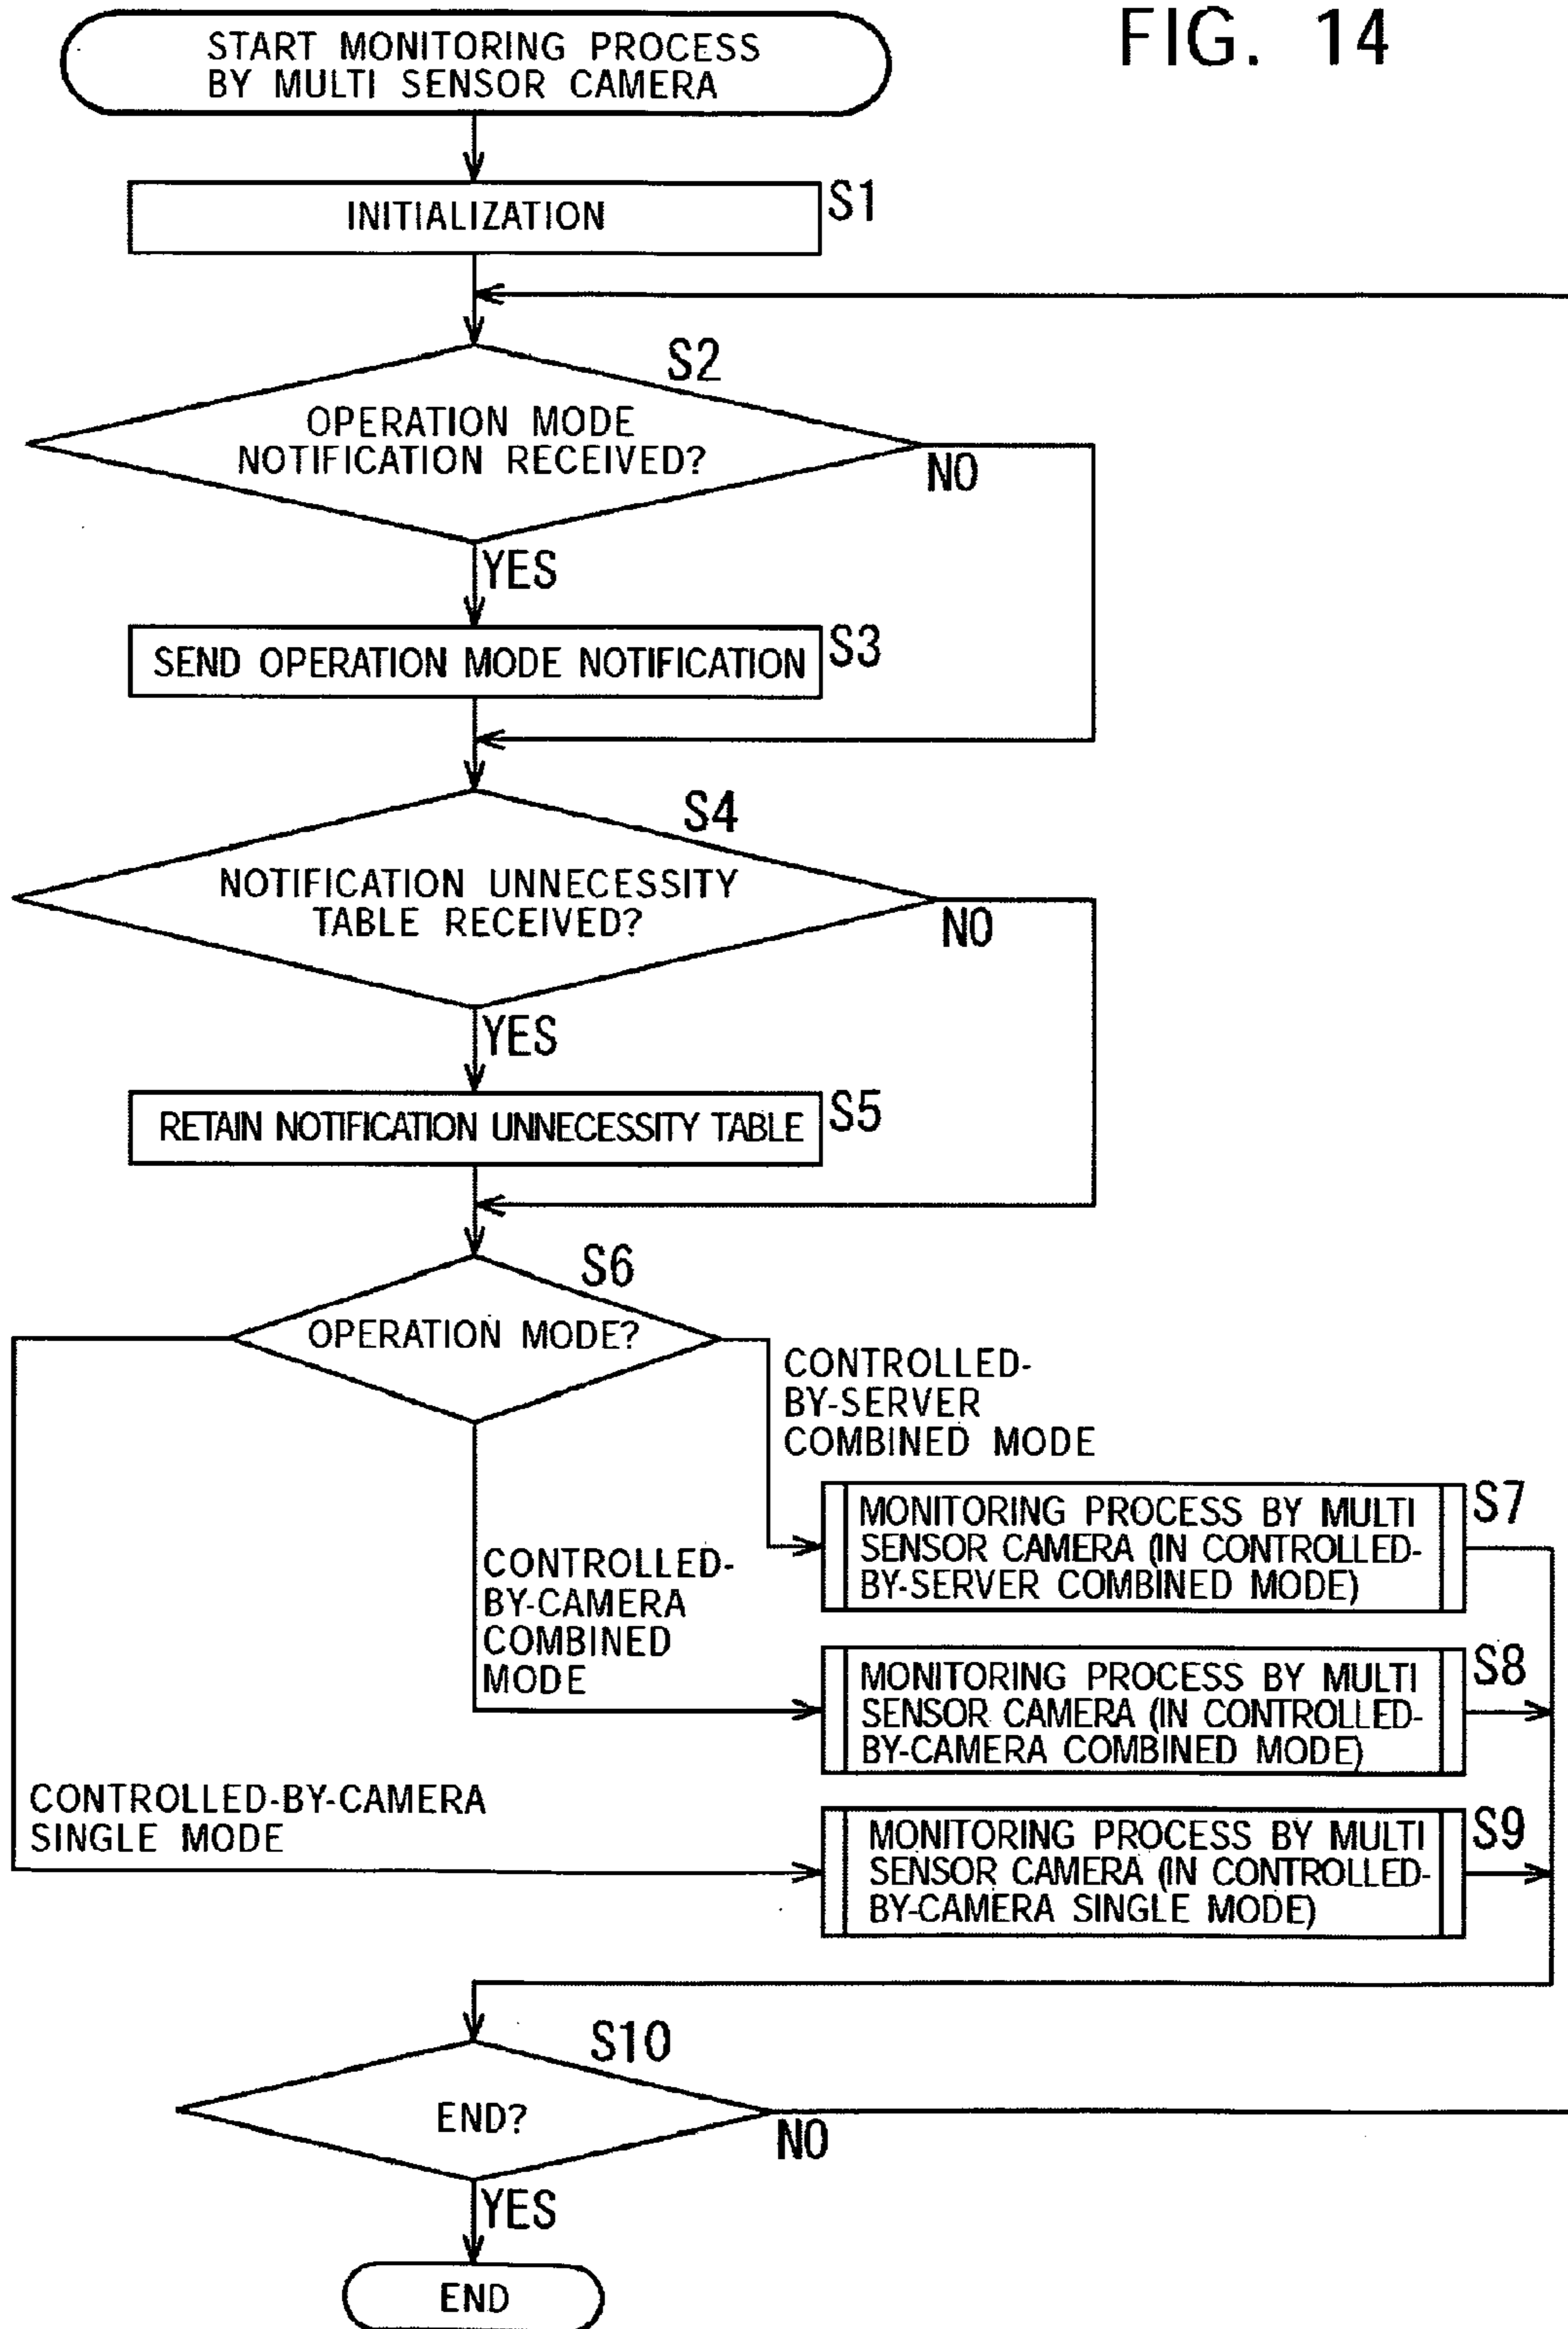 FIG. 14
START MONITORING PROCESS
BY MULTI SENSOR CAMERA
INITIALIZATION
S1
S2
OPERATION MODE
NOTIFICATION RECEIVED?
NO
YES
SEND OPERATION MODE NOTIFICATION
S3
S4
NOTIFICATION UNNECESSITY
TABLE RECEIVED?
NO
YES
RETAIN NOTIFICATION UNNECESSITY TABLE
S5
S6
OPERATION MODE?
CONTROLLED-
BY-SERVER
COMBINED MODE
MONITORING PROCESS BY MULTI
SENSOR CAMERA (IN CONTROLLED-
BY-SERVER COMBINED MODE)
S7
CONTROLLED-
BY-CAMERA
COMBINED
MODE
MONITORING PROCESS BY MULTI
SENSOR CAMERA (IN CONTROLLED-
BY-CAMERA COMBINED MODE)
S8
CONTROLLED-BY-CAMERA
SINGLE MODE
MONITORING PROCESS BY MULTI
SENSOR CAMERA (IN CONTROLLED-
BY-CAMERA SINGLE MODE)
S9
S10
END?
NO
YES
END